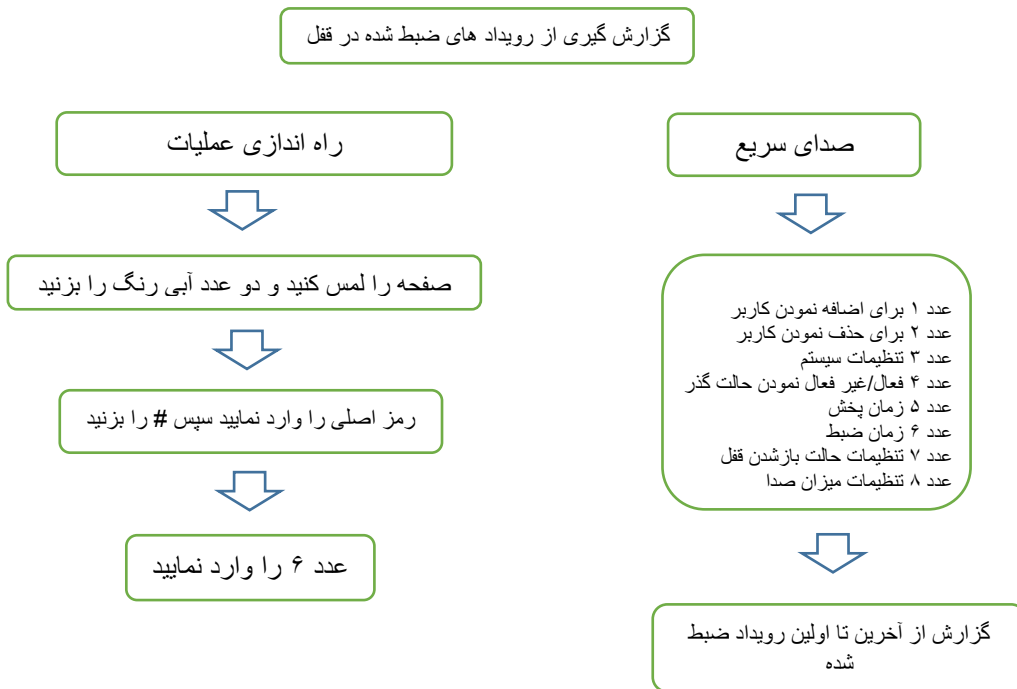 گزارش گیری از رویداد های ضبط شده در قفل
صدای سریع
عدد ۱ برای اضافه نمودن کاربر
عدد ۲ برای حذف نمودن کاربر
عدد ۳ تنظیمات سیستم
عدد ۴ فعال/غیر فعال نمودن حالت گذر
عدد ۵ زمان پخش
عدد ۶ زمان ضبط
عدد ۷ تنظیمات حالت بازشدن قفل
عدد ۸ تنظیمات میزان صدا
گزارش از آخرین تا اولین رویداد ضبط
شده
راه اندازی عملیات
صفحه را لمس کنید و دو عدد آبی رنگ را بزنید
رمز اصلی را وارد نمایید سپس # را بزنید
عدد ۶ را وارد نمایید